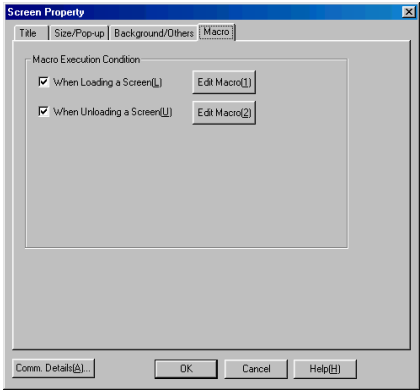 Screen Property
Title Size/Pop-up Background/Others Macro
Macro Execution Condition
When Loading a Screen(L) Edit Macro(1)
When Unloading a Screen(U) Edit Macro(2)
Comm. Details(A)... OK Cancel Help(H)